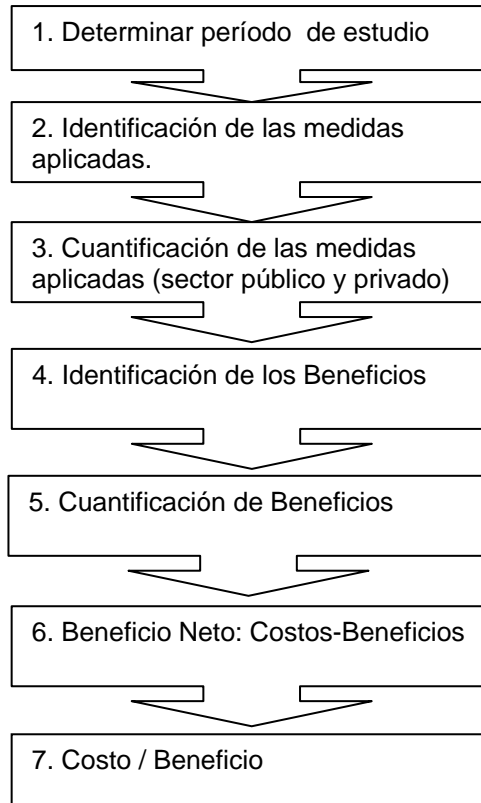 1. Determinar período de estudio
2. Identificación de las medidas
aplicadas.
3. Cuantificación de las medidas
aplicadas (sector público y privado)
4. Identificación de los Beneficios
5. Cuantificación de Beneficios
6. Beneficio Neto: Costos-Beneficios
7. Costo / Beneficio